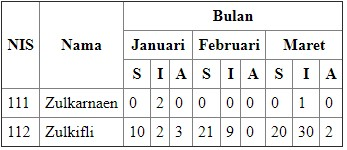 NIS Nama Bulan
Januari Februari Maret
S I A S I A S I A
111 Zulkarnaen 0 2 0 0 0 0 0 1 0
112 Zulkifli 10 2 3 21 9 0 20 30 2